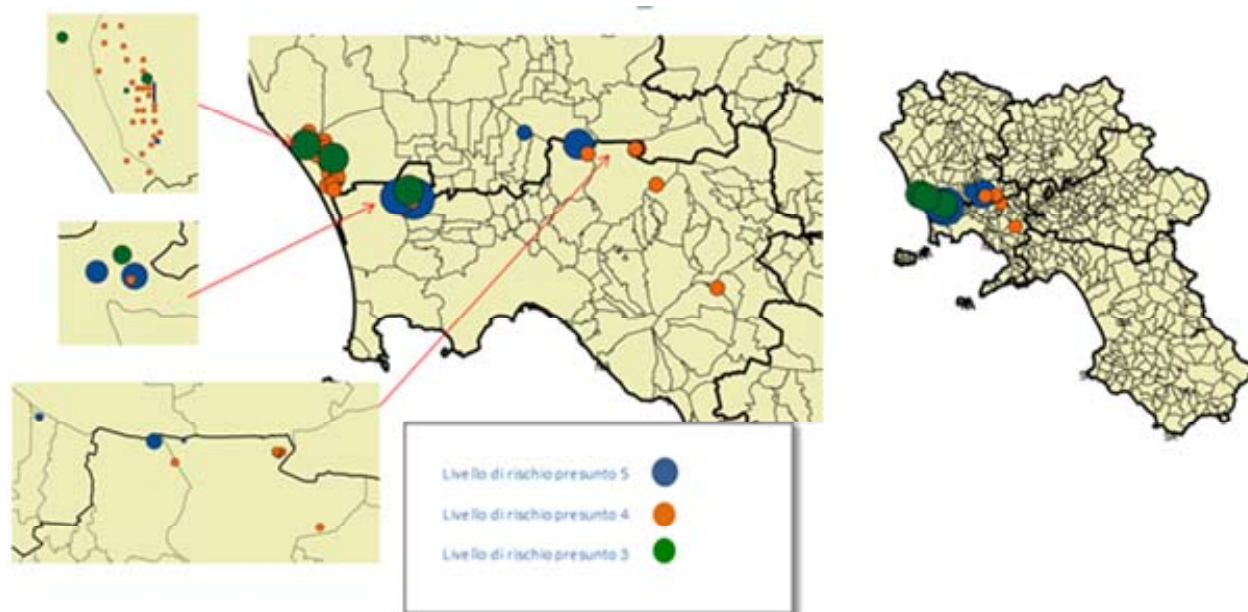 Livello di rischio presunto 5
Livello di rischio presunto 4
Livello di rischio presunto 3